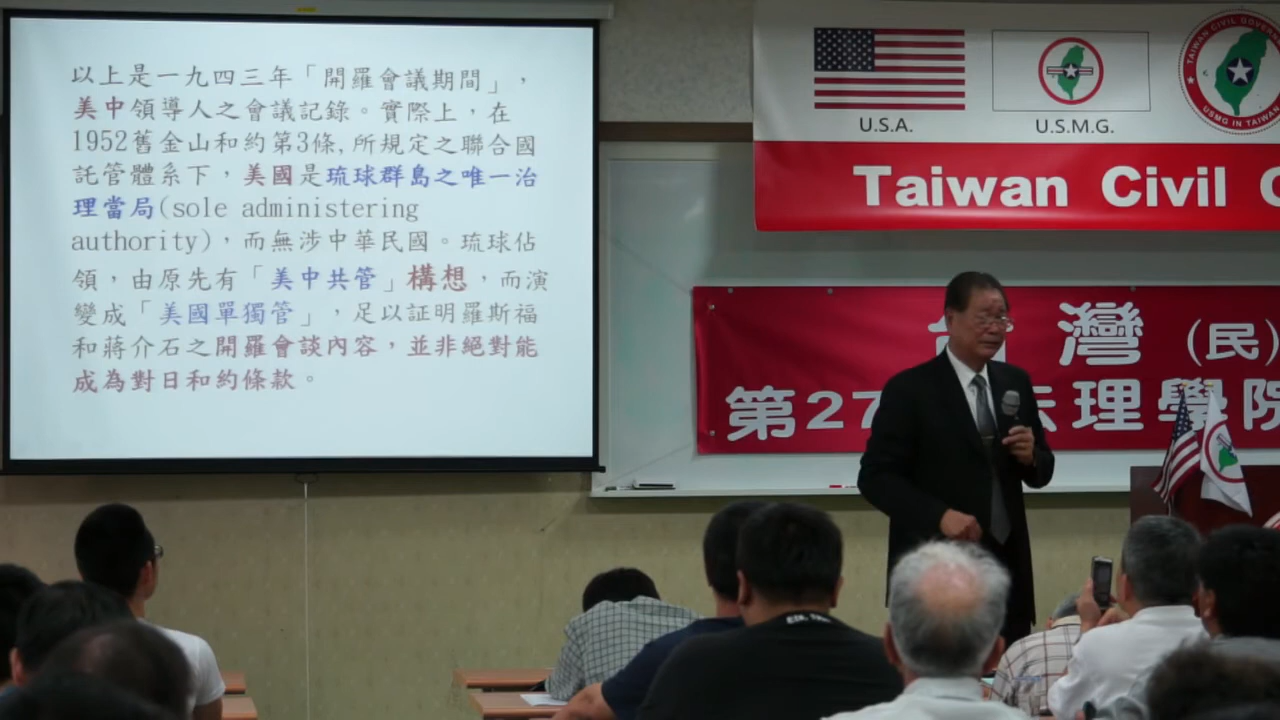 以上是一九四三年「開羅會議期間」,
美中領導人之會議記錄。實際上,在
1952舊金山和約第3條,所規定之聯合國
託管體系下,美國是琉球群島之唯一治
理當局(sole administering
authority),而無涉中華民國。琉球佔
領,由原先有「美中共管」構想,而演
變成「美國單獨管」,足以証明羅斯福
和蔣介石之開羅會談內容,並非絕對能
成為對日和約條款。
U.S.A.
U.S.M.G.
TAIWAN CIVIL GOVER
USMG IN TAIWAN
Taiwan Civil
灣(民)
第27 理學院